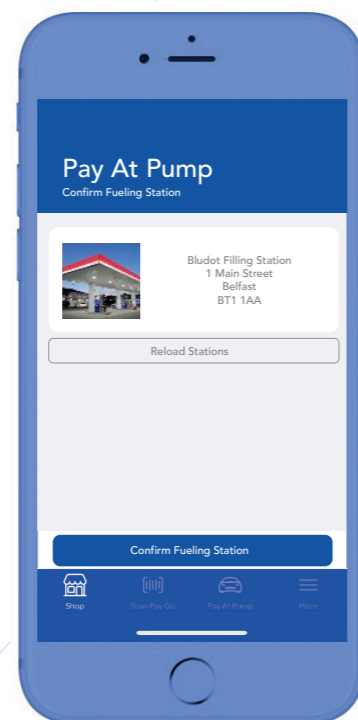 Pay At Pump
Confirm Fueling Station
Bludot Filling Station
1 Main Street
Belfast
BT1 1AA
Reload Stations
Confirm Fueling Station
Shop
Scan Pay Go
Pay At Pump
More